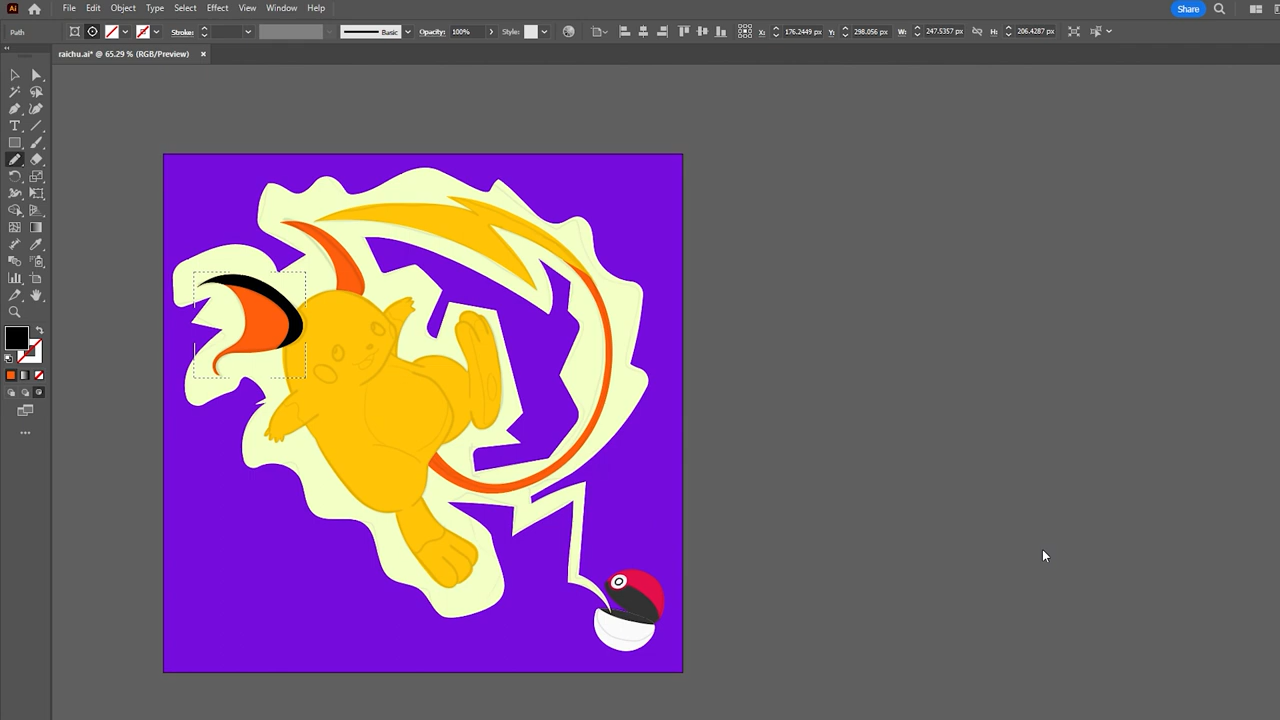 Ai File Edit Object Type Select Effect View Window Help Share
Path Stroke: Basic Opacity: 100% Style: X: 176.2449 px Y: 298.056 px W: 247.5357 px H: 206.4287 px
raichu.ai* @ 65.29 % (RGB/Preview) ×